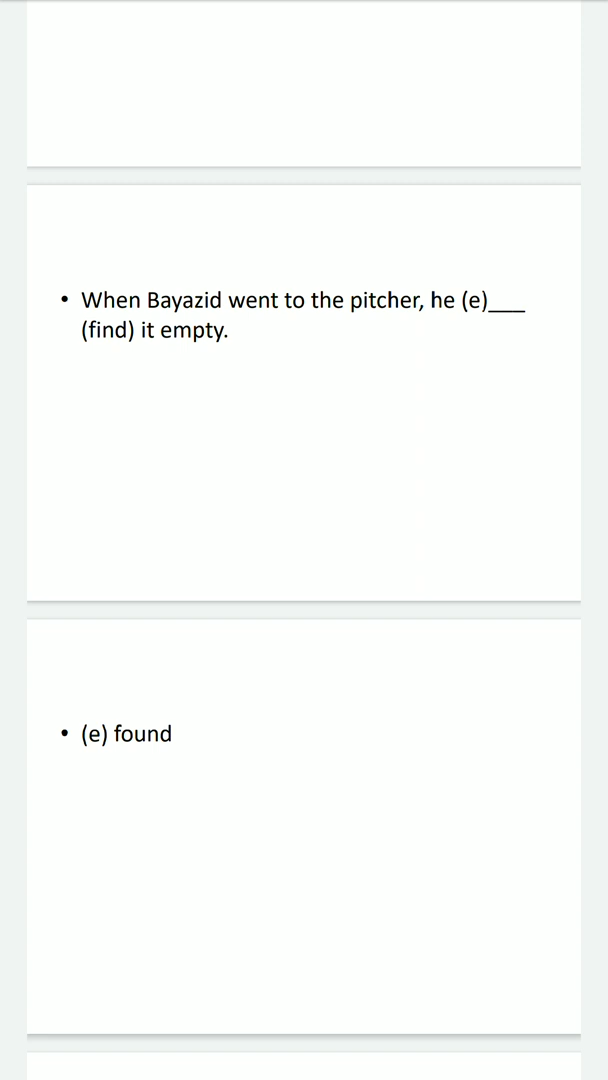 • When Bayazid went to the pitcher, he (e)___
(find) it empty.
• (e) found